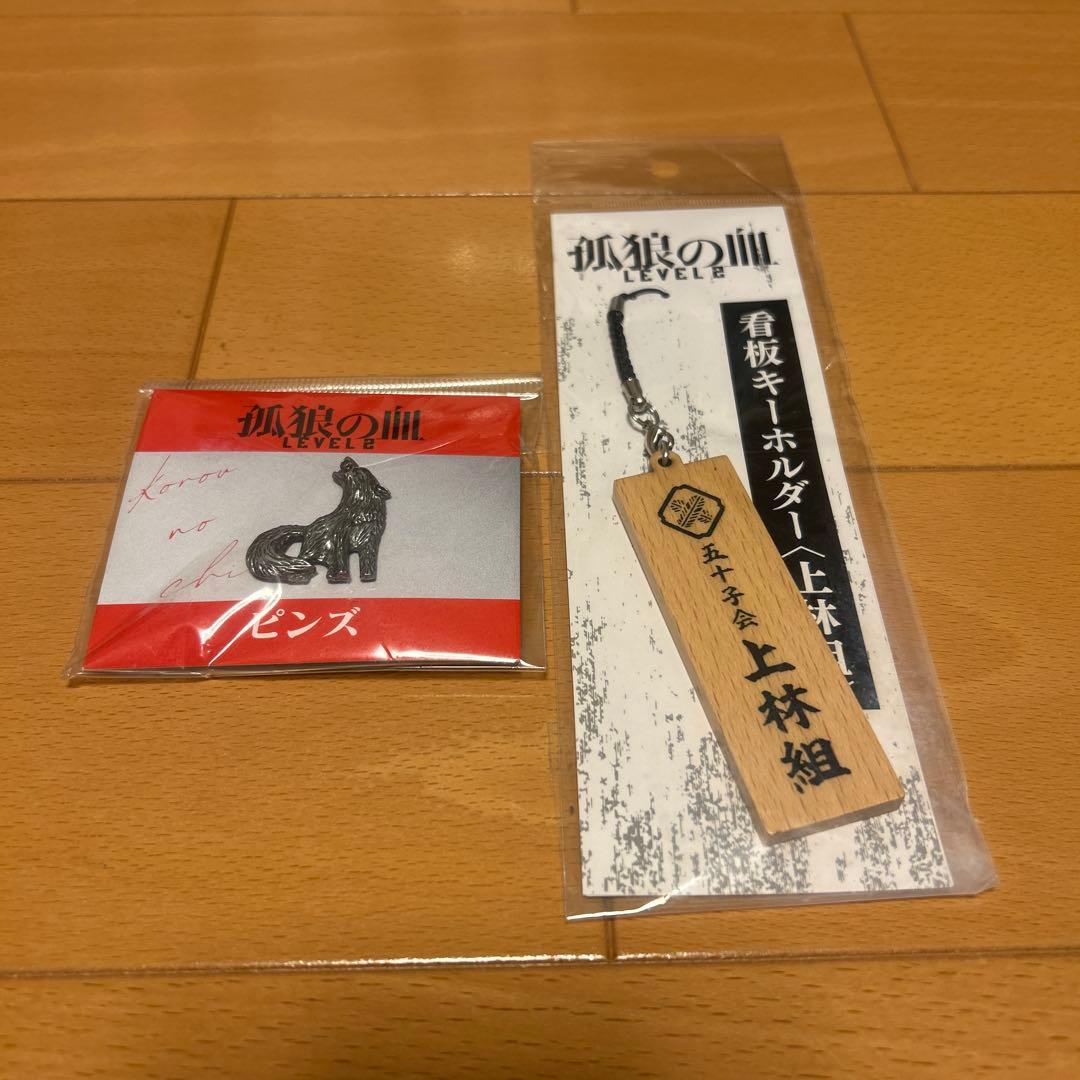 孤狼の血
LEVEL2
Korou
no
chi
ピンズ
孤狼の血
LEVEL2
看板キーホルダー〈上林組
五十子会
上林組